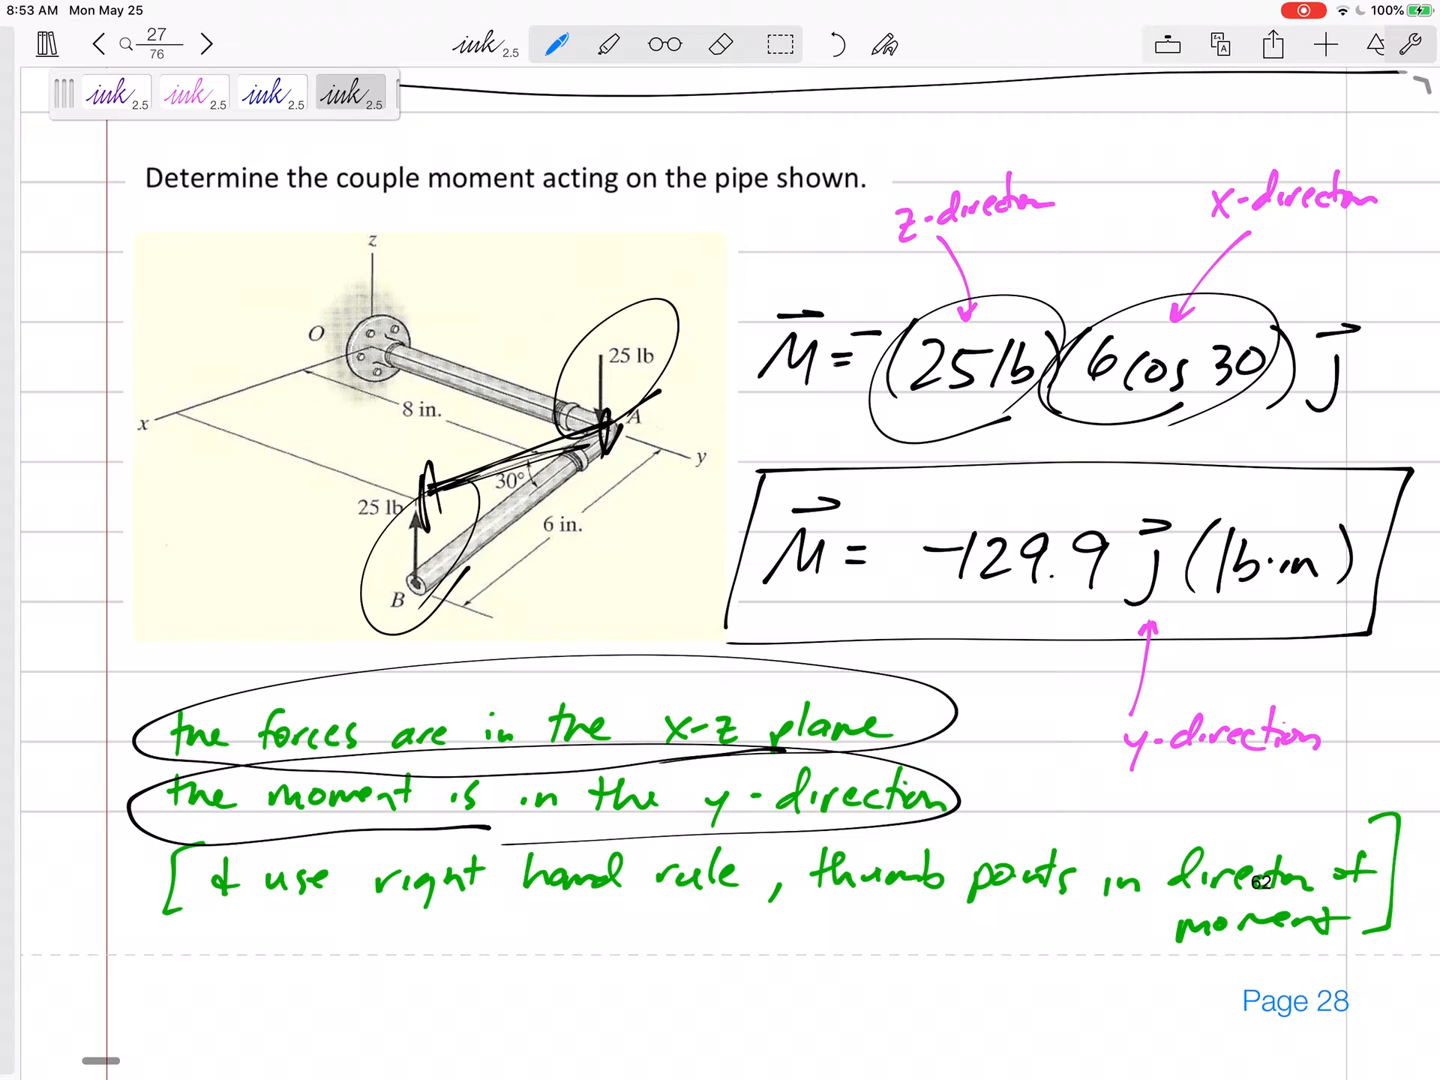 8:53 AM Mon May 25
100%
27
76
ink 2.5
ink 2.5 ink 2.5 ink 2.5 ink 2.5
Determine the couple moment acting on the pipe shown.
z-direction
x-direction
z
O
25 lb
8 in.
A
x
y
30°
25 lb
6 in.
B
M = -(25 lb)(6 cos 30) j
M = -129.9 j (lb·in)
y-direction
the forces are in the x-z plane
the moment is in the y-direction
[& use right hand rule, thumb points in direction of
moment]
62
Page 28